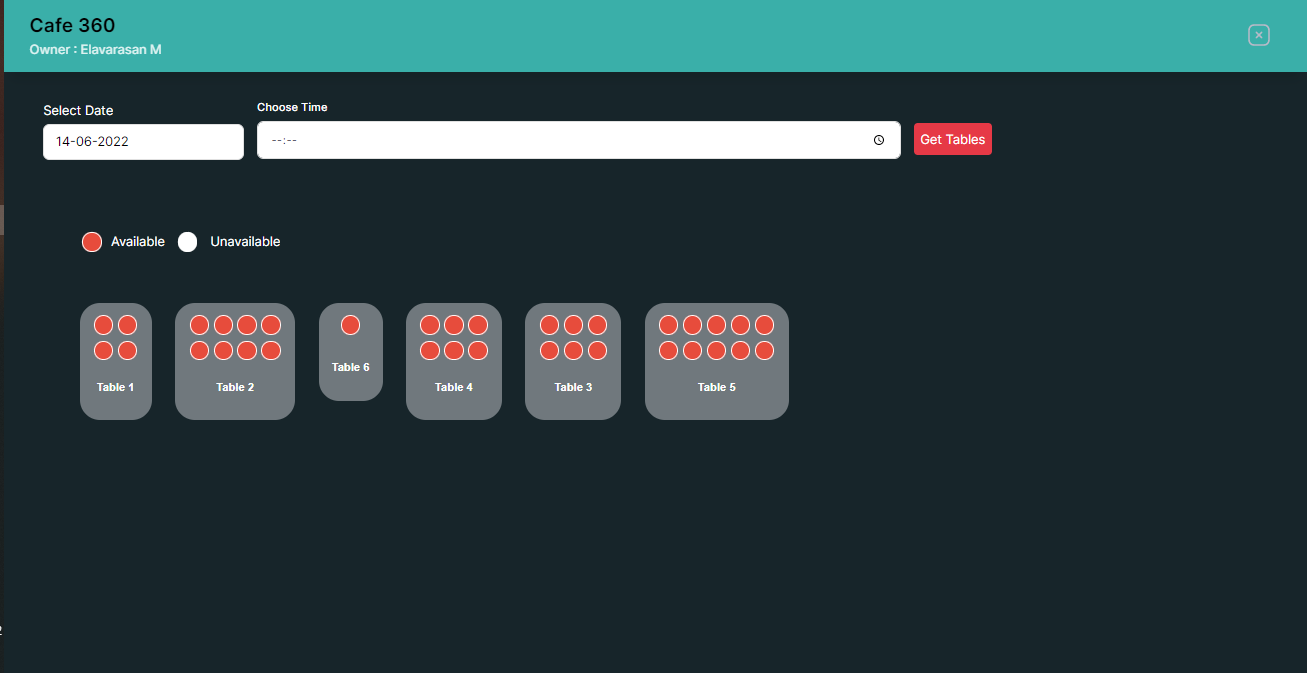 Cafe 360
Owner : Elavarasan M
Select Date
Choose Time
14-06-2022
--:--
Get Tables
Available
Unavailable
Table 1
Table 2
Table 6
Table 4
Table 3
Table 5